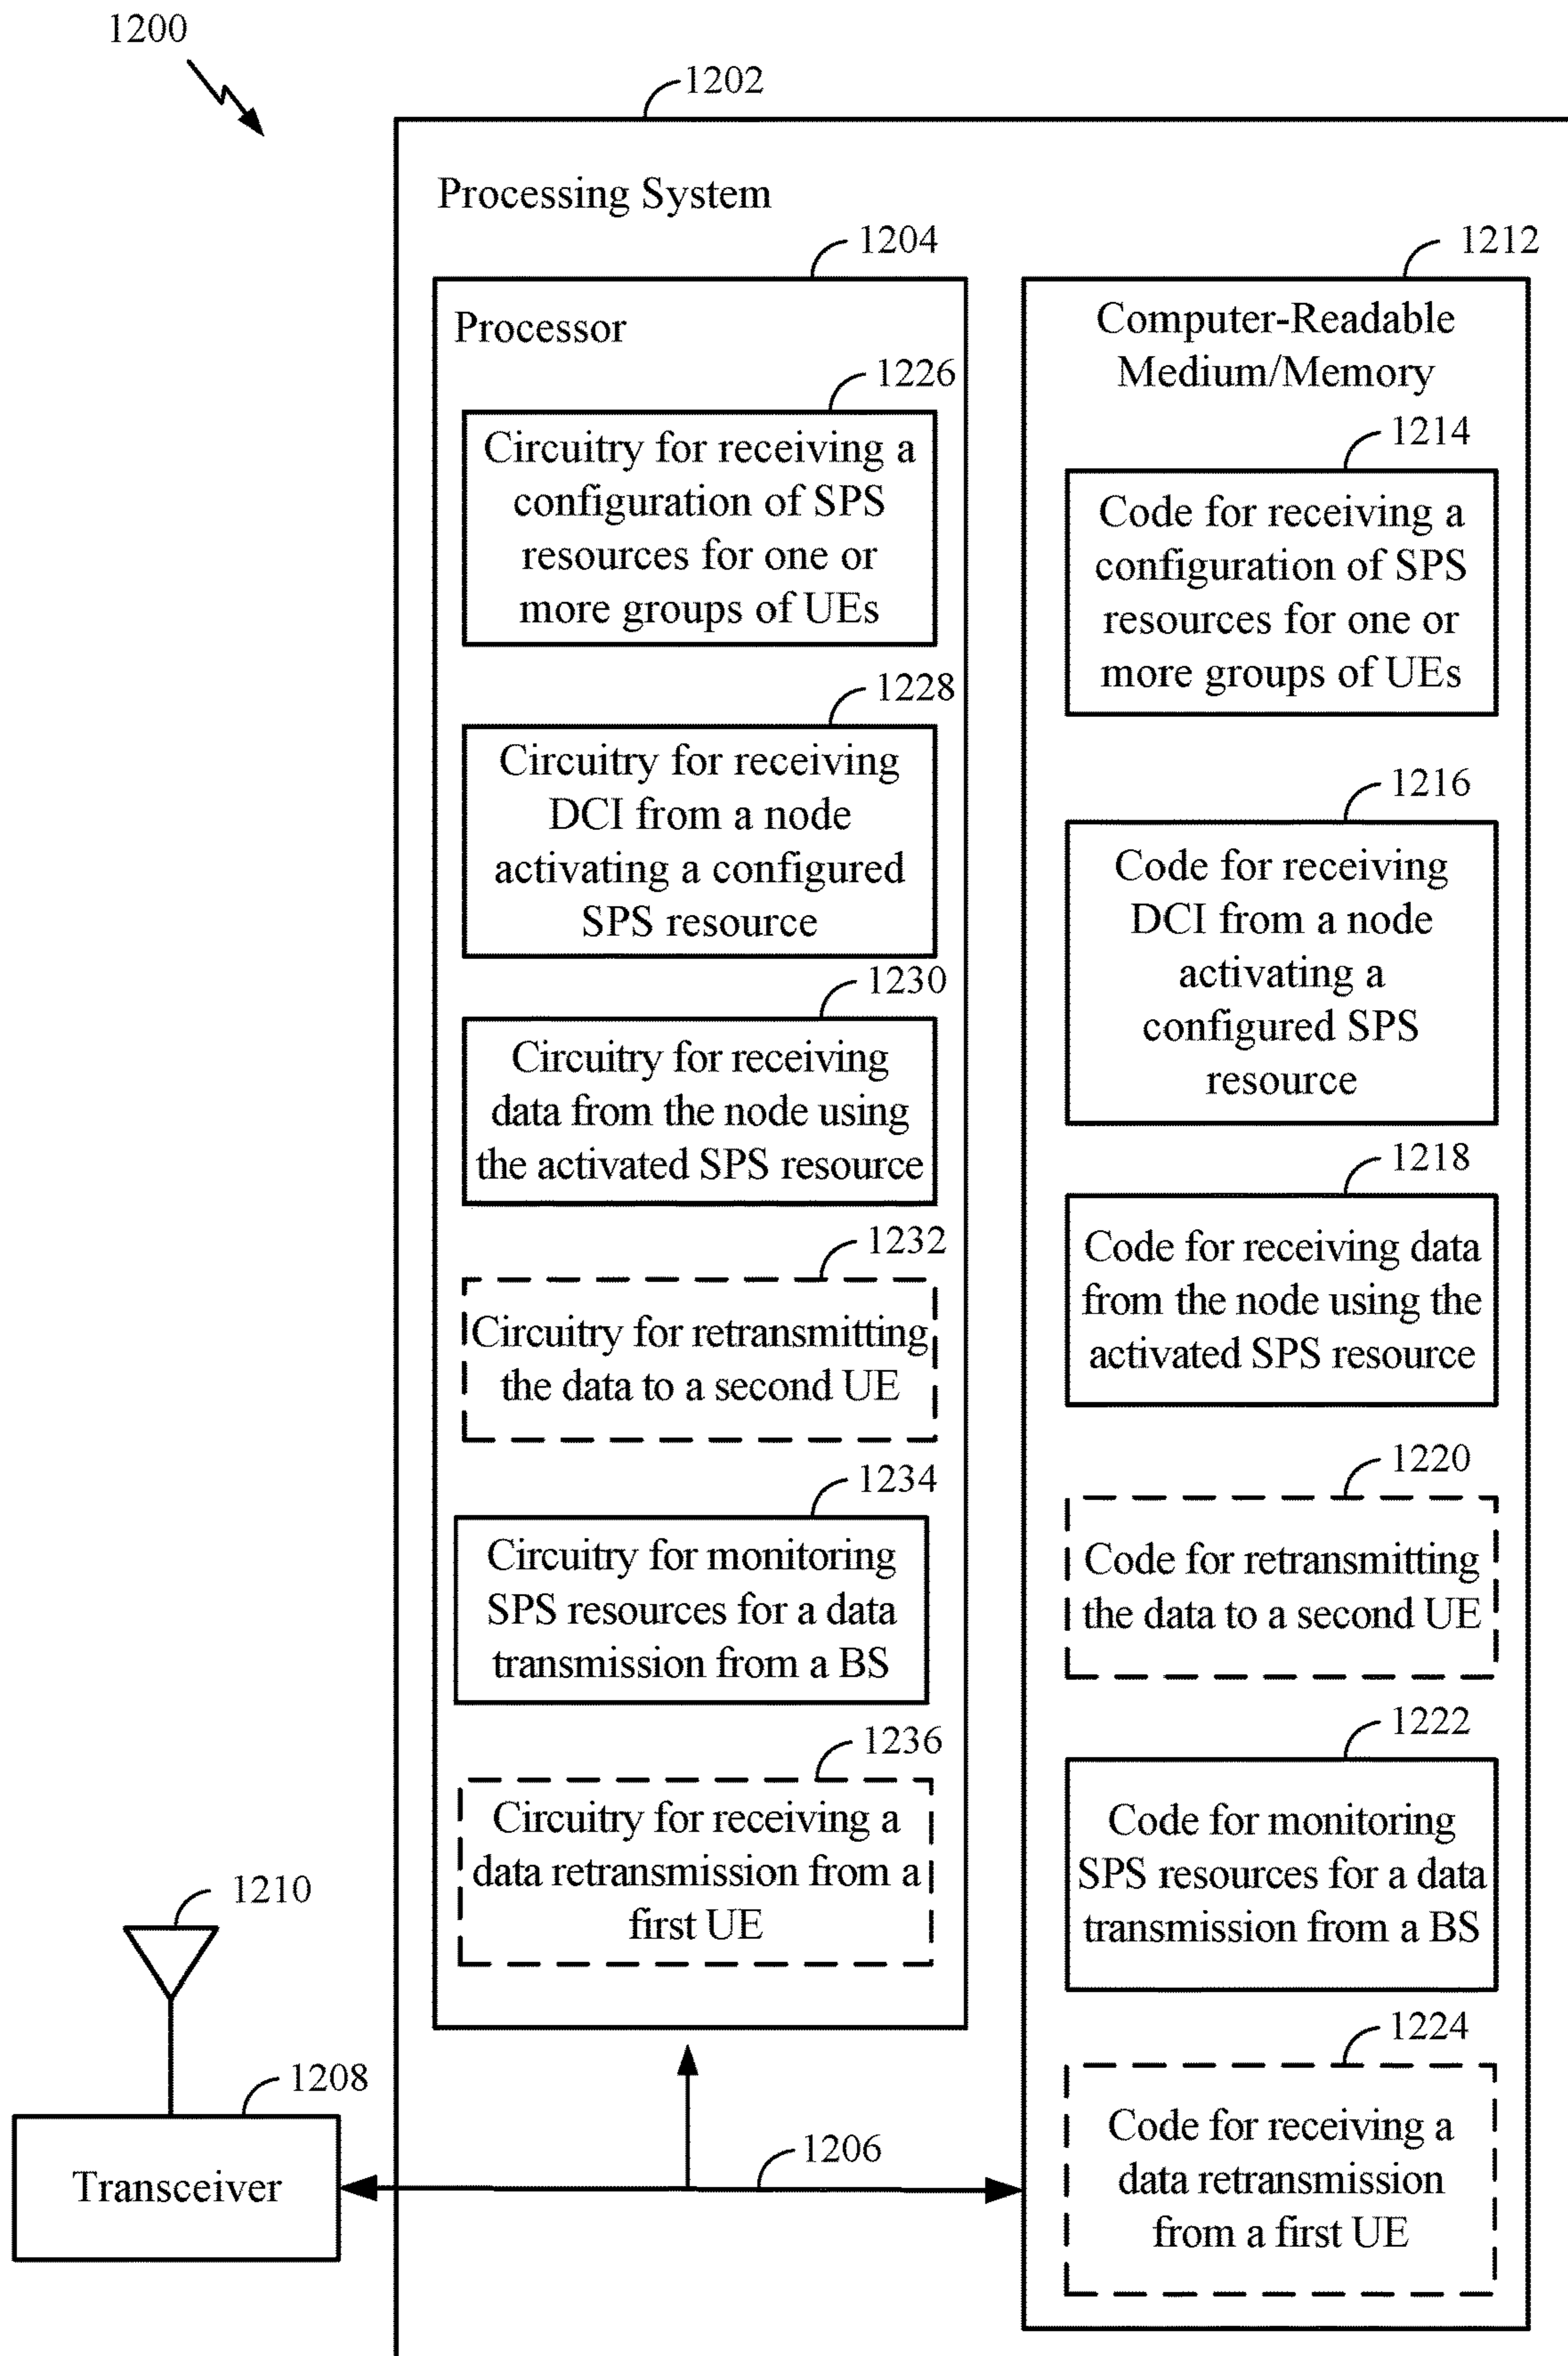 1200
1202
Processing System
1204
Processor
1226
Circuitry for receiving a
configuration of SPS
resources for one or
more groups of UEs
1228
Circuitry for receiving
DCI from a node
activating a configured
SPS resource
1230
Circuitry for receiving
data from the node using
the activated SPS resource
1232
Circuitry for retransmitting
the data to a second UE
1234
Circuitry for monitoring
SPS resources for a data
transmission from a BS
1236
Circuitry for receiving a
data retransmission from a
first UE
1212
Computer-Readable
Medium/Memory
1214
Code for receiving a
configuration of SPS
resources for one or
more groups of UEs
1216
Code for receiving
DCI from a node
activating a
configured SPS
resource
1218
Code for receiving data
from the node using the
activated SPS resource
1220
Code for retransmitting
the data to a second UE
1222
Code for monitoring
SPS resources for a data
transmission from a BS
1224
Code for receiving a
data retransmission
from a first UE
1210
1208
Transceiver
1206